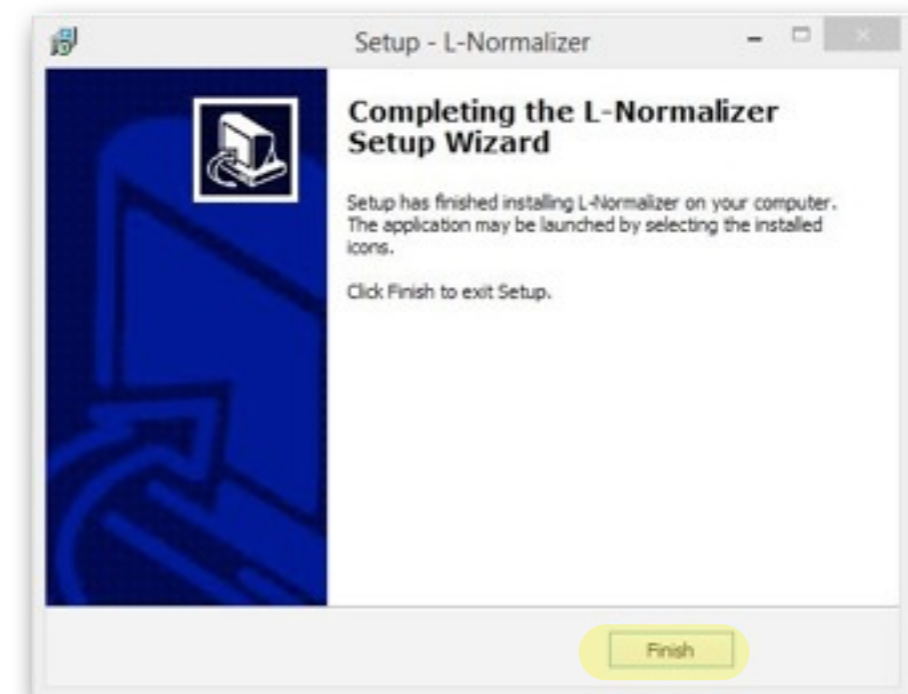 Setup - L-Normalizer
Completing the L-Normalizer
Setup Wizard
Setup has finished installing L-Normalizer on your computer.
The application may be launched by selecting the installed
icons.
Click Finish to exit Setup.
Finish